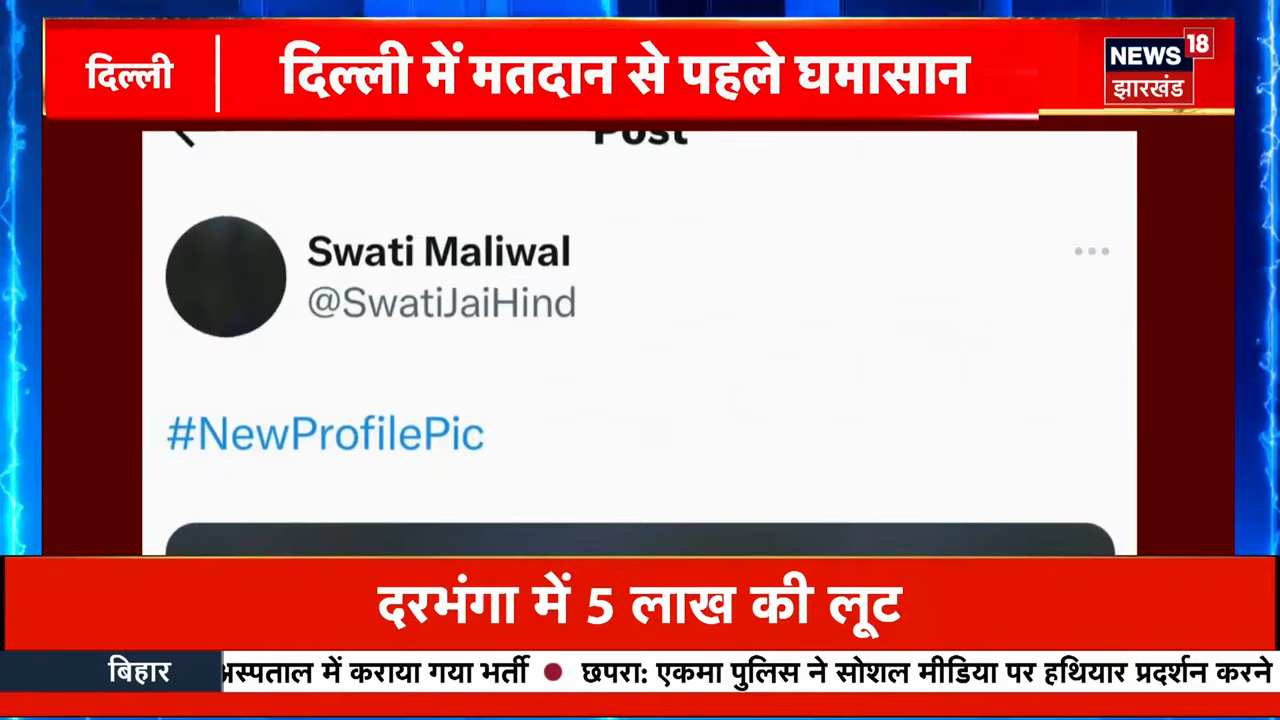 दिल्ली
दिल्ली में मतदान से पहले घमासान
NEWS 18
झारखंड
Post
Swati Maliwal
@SwatiJaiHind
#NewProfilePic
दरभंगा में 5 लाख की लूट
बिहार
अस्पताल में कराया गया भर्ती ● छपरा: एकमा पुलिस ने सोशल मीडिया पर हथियार प्रदर्शन करने